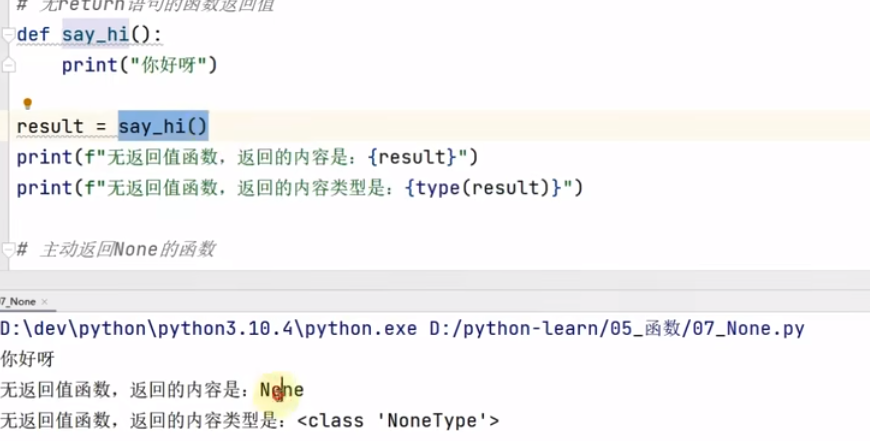 # 无return语句的函数返回值
def say_hi():
    print("你好呀")
result = say_hi()
print(f"无返回值函数，返回的内容是：{result}")
print(f"无返回值函数，返回的内容类型是：{type(result)}")
# 主动返回None的函数
07_None ×
D:\dev\python\python3.10.4\python.exe D:/python-learn/05_函数/07_None.py
你好呀
无返回值函数，返回的内容是：None
无返回值函数，返回的内容类型是：<class 'NoneType'>